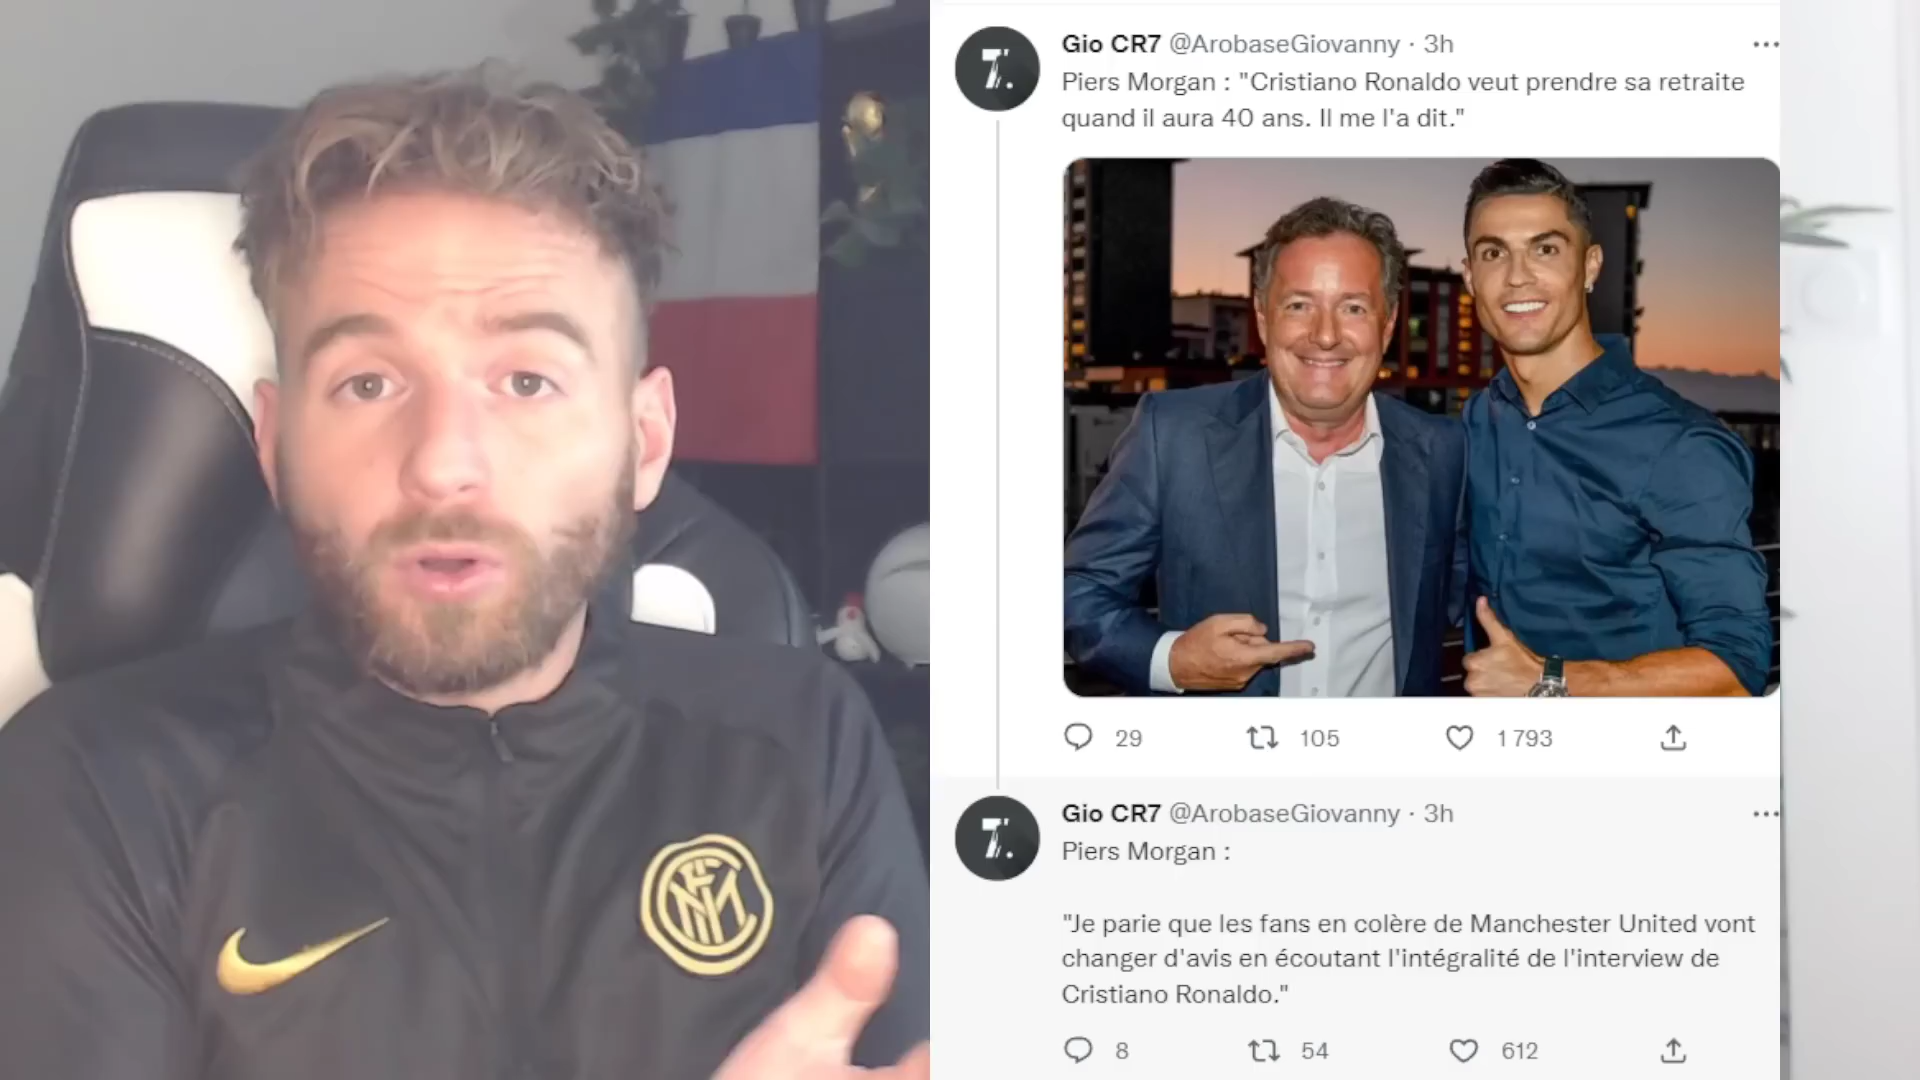 Gio CR7 @ArobaseGiovanny · 3h
Piers Morgan : "Cristiano Ronaldo veut prendre sa retraite
quand il aura 40 ans. Il me l'a dit."
29 105 1 793
Gio CR7 @ArobaseGiovanny · 3h
Piers Morgan :
"Je parie que les fans en colère de Manchester United vont
changer d'avis en écoutant l'intégralité de l'interview de
Cristiano Ronaldo."
8 54 612